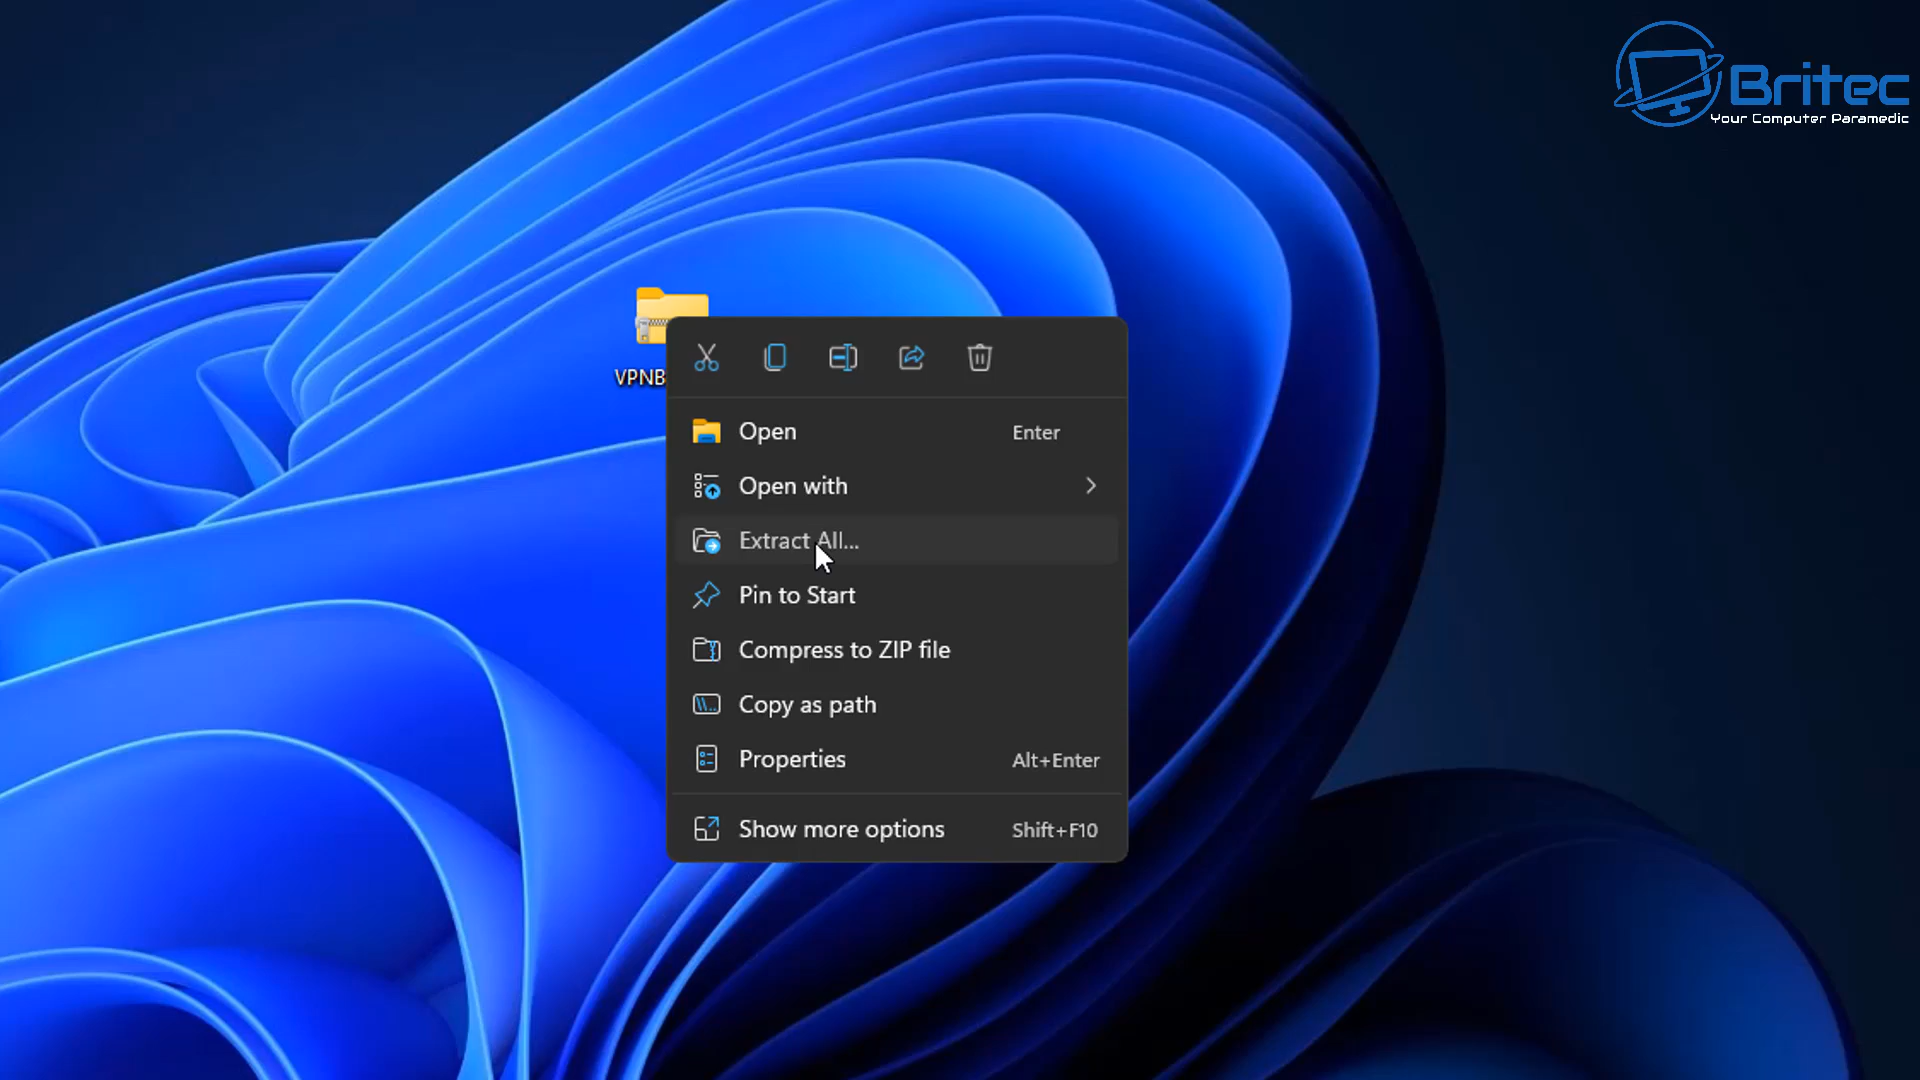 Britec
Your Computer Paramedic
VPNB
Open Enter
Open with
Extract All...
Pin to Start
Compress to ZIP file
Copy as path
Properties Alt+Enter
Show more options Shift+F10